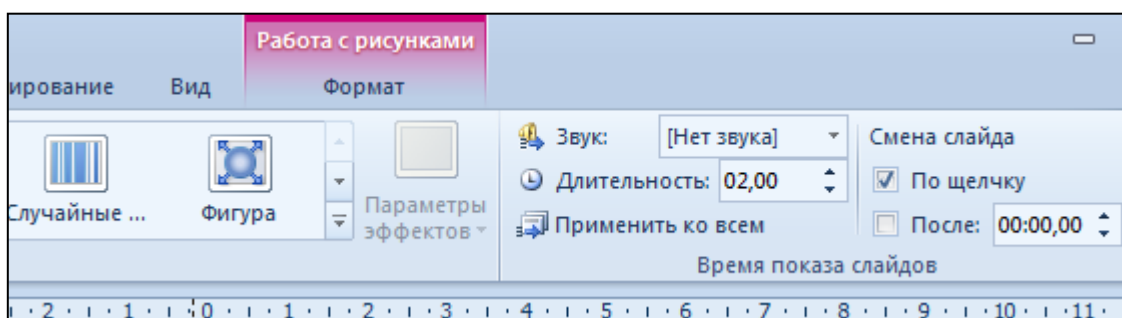 Работа с рисунками
ирование Вид Формат
Звук: [Нет звука] Смена слайда
Длительность: 02,00 По щелчку
Случайные ... Фигура Параметры эффектов Применить ко всем После: 00:00,00
Время показа слайдов
2 1 0 1 2 3 4 5 6 7 8 9 10 11